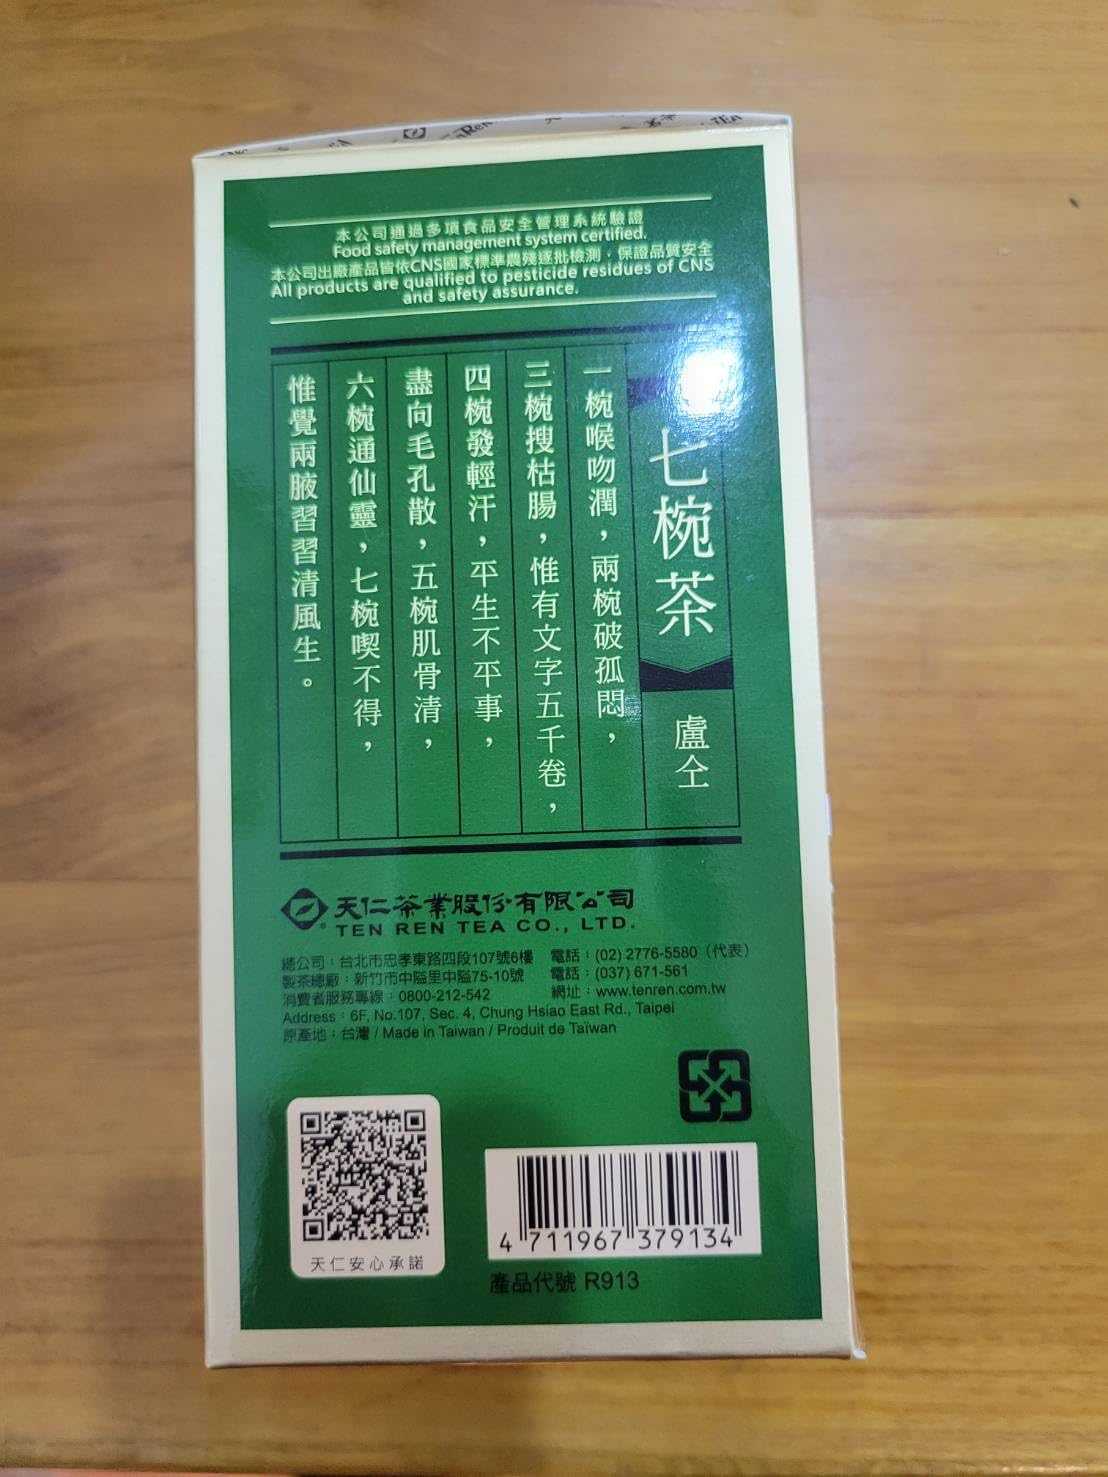 本公司通過多項食品安全管理系統驗證
Food safety management system certified.
本公司出廠產品皆依CNS國家標準農殘逐批檢測，保證品質安全
All products are qualified to pesticide residues of CNS
and safety assurance.
七椀茶 盧仝
一椀喉吻潤，兩椀破孤悶，
三椀搜枯腸，惟有文字五千卷，
四椀發輕汗，平生不平事，
盡向毛孔散，五椀肌骨清，
六椀通仙靈，七椀喫不得，
惟覺兩腋習習清風生。
天仁茶業股份有限公司
TEN REN TEA CO., LTD.
總公司：台北市忠孝東路四段107號6樓 電話：(02) 2776-5580（代表）
製茶總廠：新竹市中隘里中隘75-10號 電話：(037) 671-561
消費者服務專線：0800-212-542 網址：www.tenren.com.tw
Address：6F, No.107, Sec. 4, Chung Hsiao East Rd., Taipei
原產地：台灣 / Made in Taiwan / Produit de Taïwan
天仁安心承諾
4 711967 379134
產品代號 R913